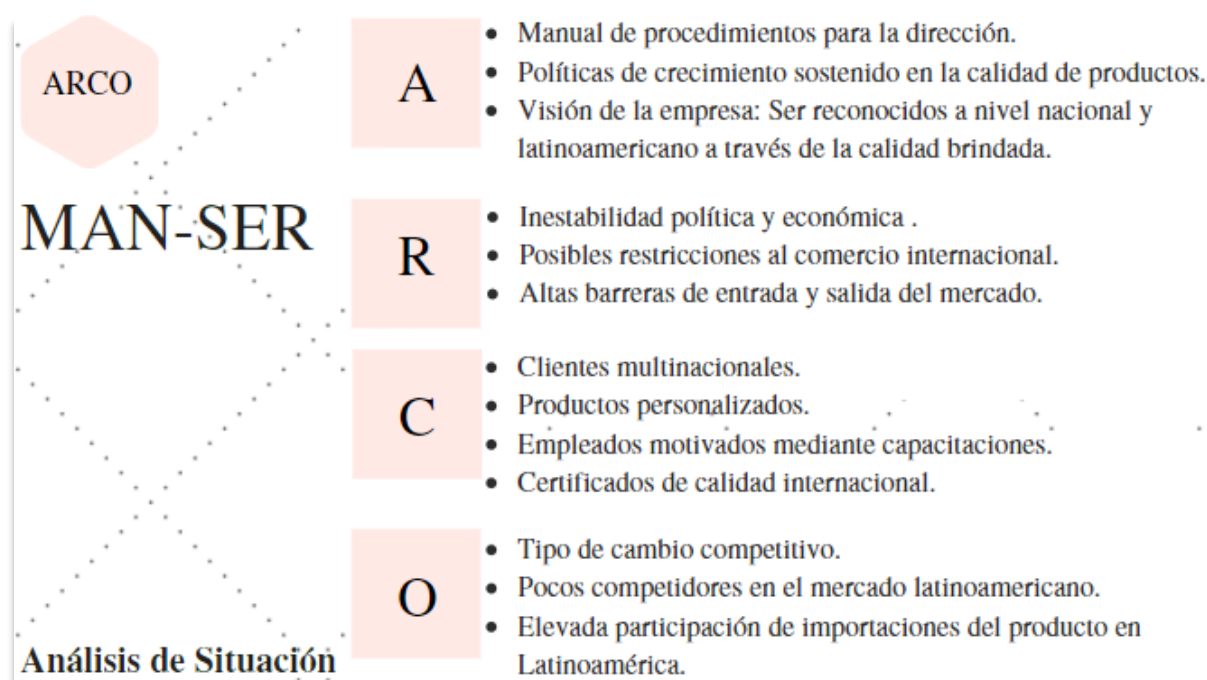 ARCO
MAN-SER
Análisis de Situación
A
• Manual de procedimientos para la dirección.
• Políticas de crecimiento sostenido en la calidad de productos.
• Visión de la empresa: Ser reconocidos a nivel nacional y
latinoamericano a través de la calidad brindada.
R
• Inestabilidad política y económica .
• Posibles restricciones al comercio internacional.
• Altas barreras de entrada y salida del mercado.
C
• Clientes multinacionales.
• Productos personalizados.
• Empleados motivados mediante capacitaciones.
• Certificados de calidad internacional.
O
• Tipo de cambio competitivo.
• Pocos competidores en el mercado latinoamericano.
• Elevada participación de importaciones del producto en
Latinoamérica.